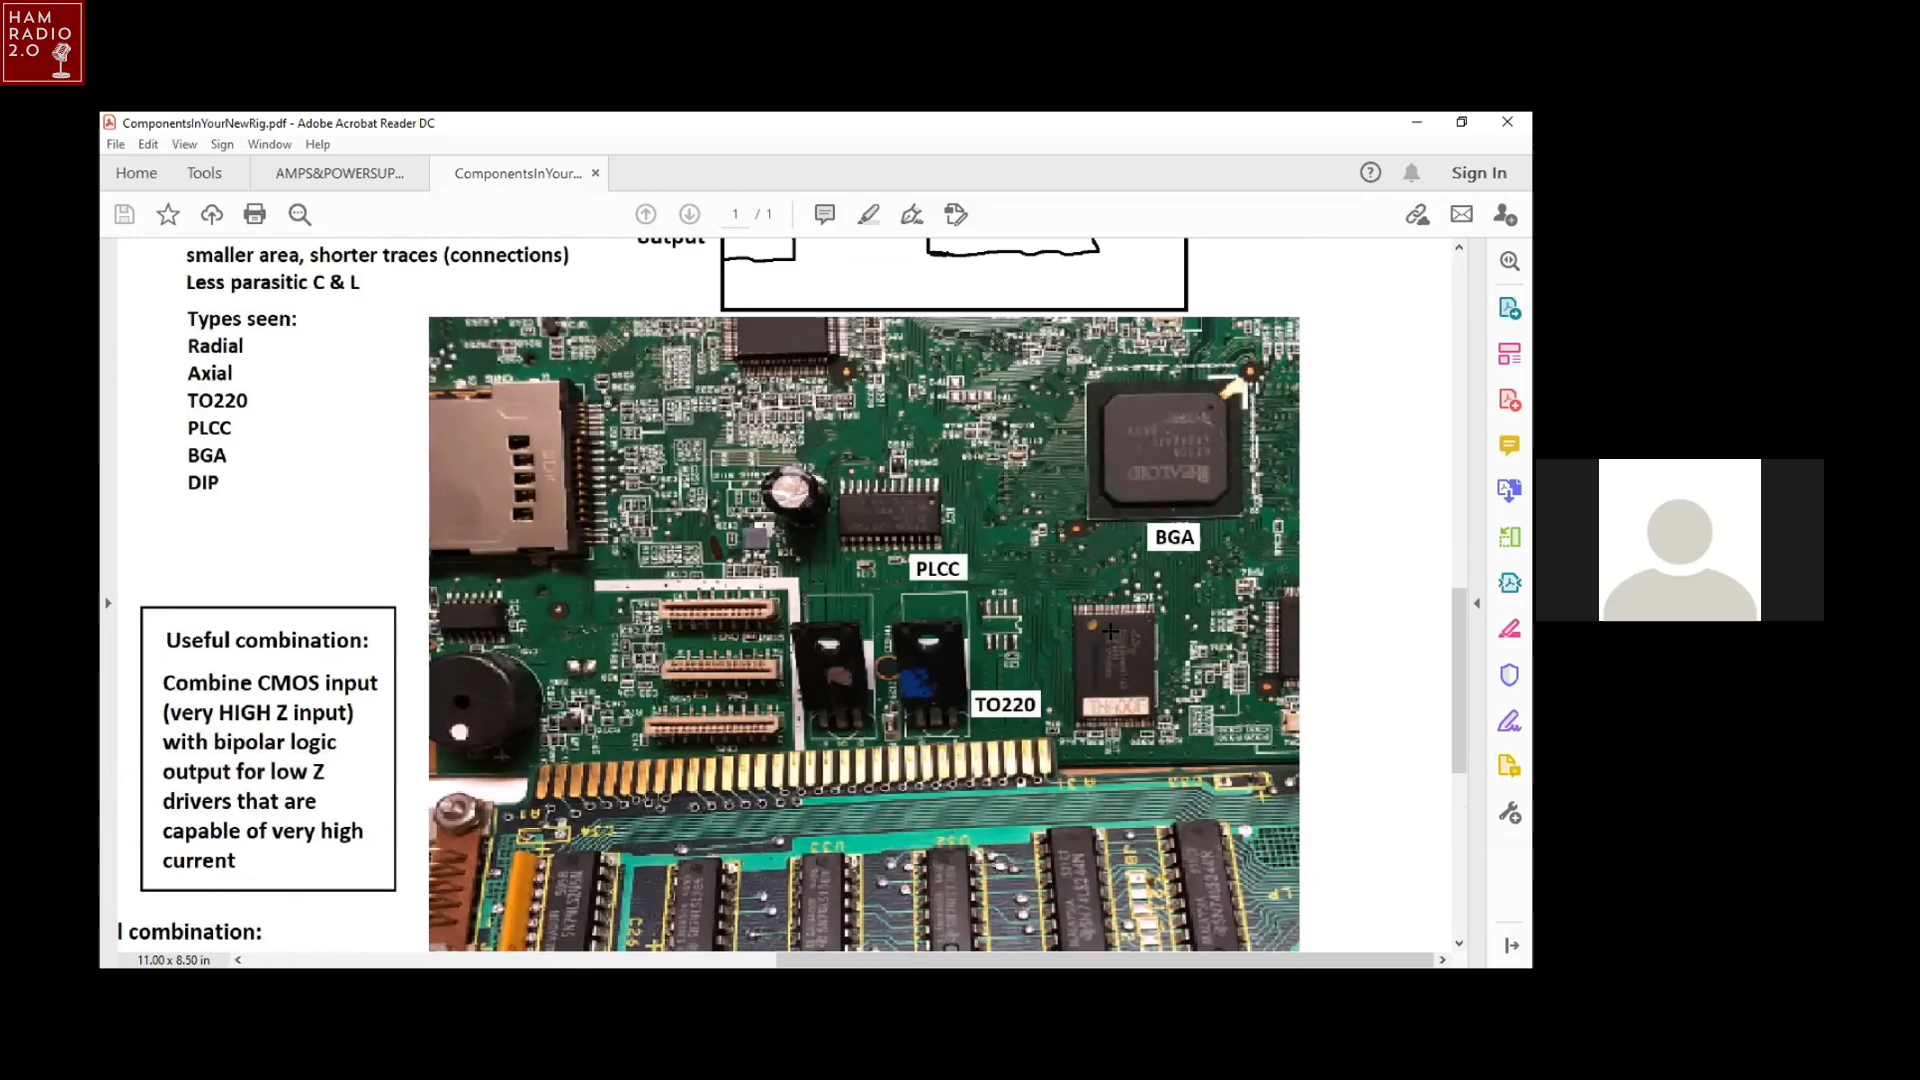 HAM
RADIO
2.0
ComponentsInYourNewRig.pdf - Adobe Acrobat Reader DC
File Edit View Sign Window Help
Home Tools AMPS&POWERSUP... ComponentsInYour... × Sign In
1 / 1
output
smaller area, shorter traces (connections)
Less parasitic C & L
Types seen:
Radial
Axial
TO220
PLCC
BGA
DIP
BGA
PLCC
TO220
Useful combination:
Combine CMOS input
(very HIGH Z input)
with bipolar logic
output for low Z
drivers that are
capable of very high
current
l combination:
11.00 x 8.50 in